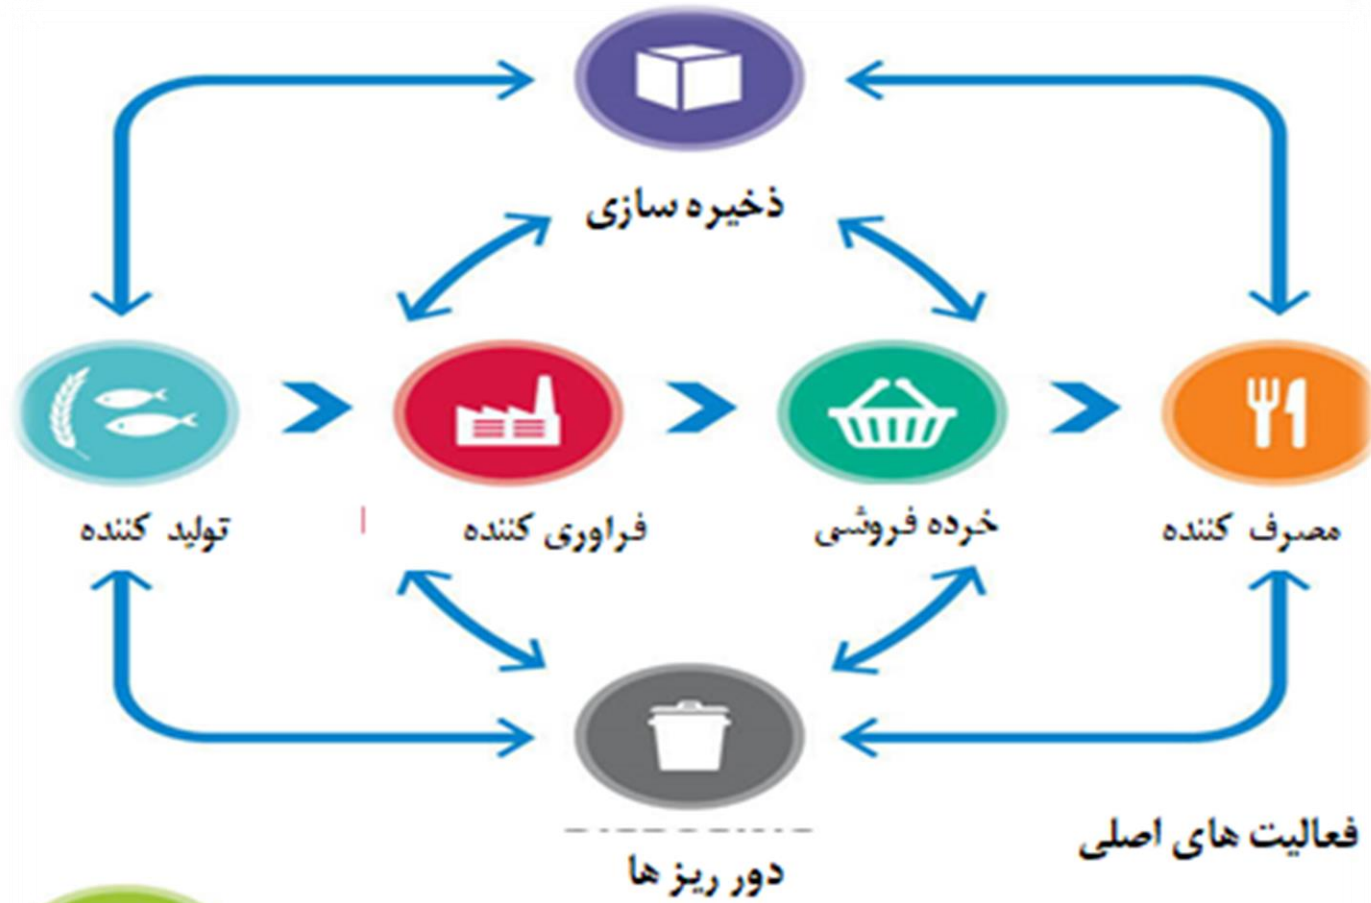 ذخیره سازی
تولید کننده
فراوری کننده
خرده فروشی
مصرف کننده
فعالیت های اصلی
دور ریز ها